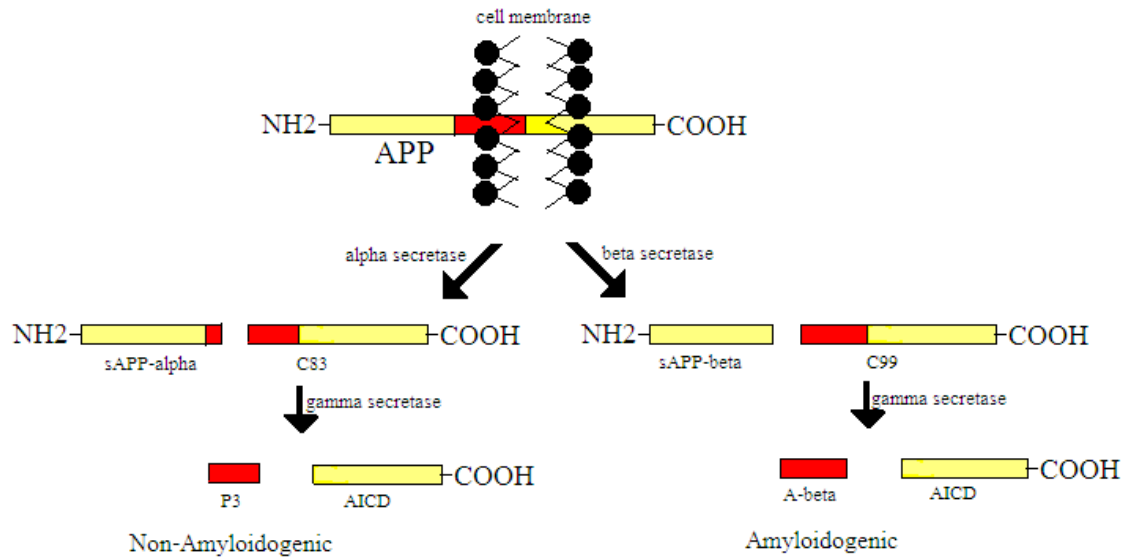 cell membrane
NH2
COOH
APP
alpha secretase
beta secretase
NH2
COOH
sAPP-alpha
C83
gamma secretase
COOH
P3
AICD
Non-Amyloidogenic
NH2
COOH
sAPP-beta
C99
gamma secretase
COOH
A-beta
AICD
Amyloidogenic